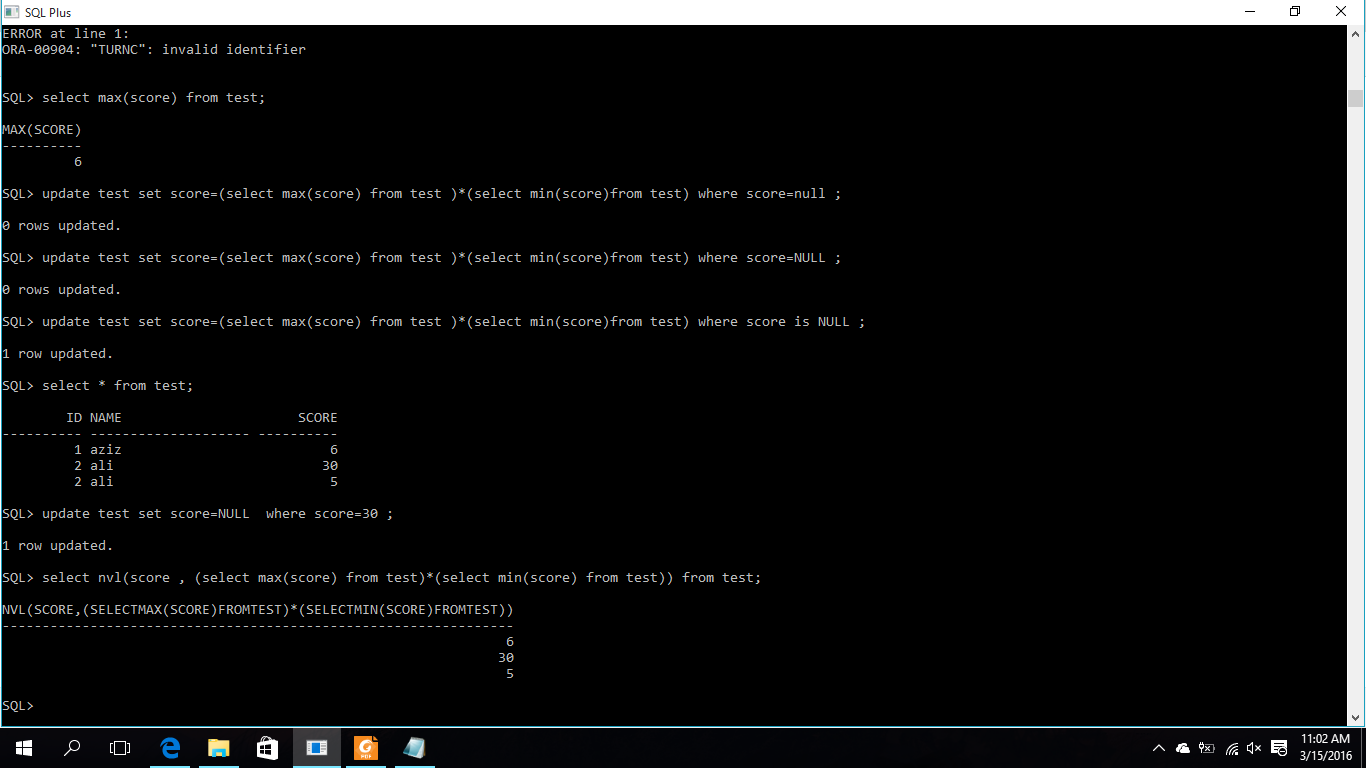 SQL Plus
ERROR at line 1:
ORA-00904: "TURNC": invalid identifier
SQL> select max(score) from test;
MAX(SCORE)
----------
6
SQL> update test set score=(select max(score) from test )*(select min(score)from test) where score=null ;
0 rows updated.
SQL> update test set score=(select max(score) from test )*(select min(score)from test) where score=NULL ;
0 rows updated.
SQL> update test set score=(select max(score) from test )*(select min(score)from test) where score is NULL ;
1 row updated.
SQL> select * from test;
ID NAME SCORE
---------- -------------------- ----------
1 aziz 6
2 ali 30
2 ali 5
SQL> update test set score=NULL  where score=30 ;
1 row updated.
SQL> select nvl(score , (select max(score) from test)*(select min(score) from test)) from test;
NVL(SCORE,(SELECTMAX(SCORE)FROMTEST)*(SELECTMIN(SCORE)FROMTEST))
----------------------------------------------------------------
6
30
5
SQL>
PDF
11:02 AM
3/15/2016